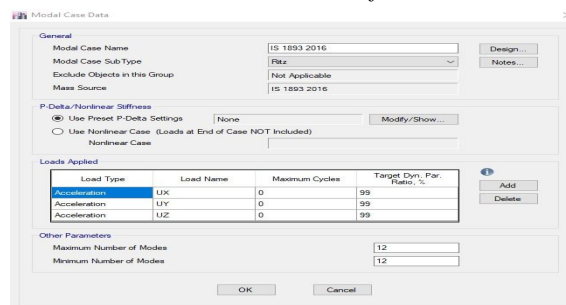 Modal Case Data
General
Modal Case Name IS 1893 2016 Design...
Modal Case SubType Ritz Notes...
Exclude Objects in this Group Not Applicable
Mass Source IS 1893 2016
P-Delta/Nonlinear Stiffness
Use Preset P-Delta Settings None Modify/Show...
Use Nonlinear Case (Loads at End of Case NOT Included)
Nonlinear Case
Loads Applied
Load Type Load Name Maximum Cycles Target Dyn. Par. Ratio, %
Acceleration UX 0 99 Add
Acceleration UY 0 99 Delete
Acceleration UZ 0 99
Other Parameters
Maximum Number of Modes 12
Minimum Number of Modes 12
OK Cancel